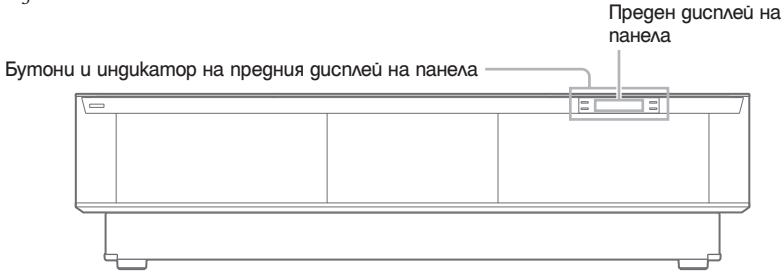 Преден дисплей на
панела
Бутони и индикатор на предния дисплей на панела